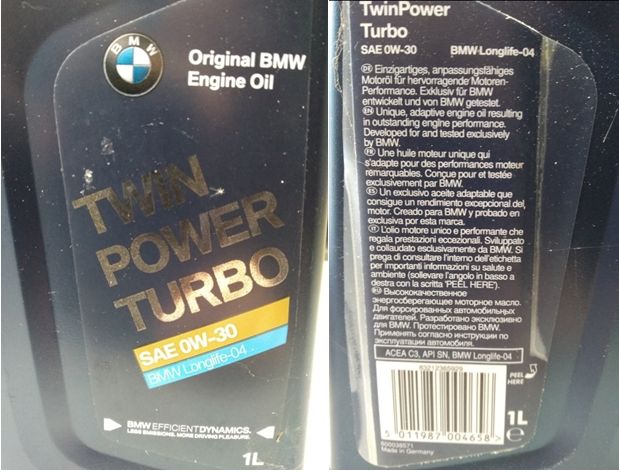 BMW
Original BMW
Engine Oil
TWIN
POWER
TURBO
SAE 0W-30
BMW Longlife-04
BMW EFFICIENTDYNAMICS.
LESS EMISSIONS. MORE DRIVING PLEASURE.
1L
TwinPower
Turbo
SAE 0W-30 BMW Longlife-04
DE Einzigartiges, anpassungsfähiges
Motoröl für hervorragende Motoren-
Performance. Exklusiv für BMW
entwickelt und von BMW getestet.
EN Unique, adaptive engine oil resulting
in outstanding engine performance.
Developed for and tested exclusively
by BMW.
FR Une huile moteur unique qui
s'adapte pour des performances moteur
remarquables. Conçue pour et testée
exclusivement par BMW.
ES Un exclusivo aceite adaptable que
consigue un rendimiento excepcional del
motor. Creado para BMW y probado en
exclusiva por esta marca.
IT L'olio motore unico e performante che
regala prestazioni eccezionali. Sviluppato
e collaudato esclusivamente da BMW. Si
prega di consultare l'interno dell'etichetta
per importanti informazioni su salute e
ambiente (sollevare l'angolo in basso a
destra con la scritta 'PEEL HERE').
RU Высококачественное
энергосберегающее моторное масло.
Для форсированных автомобильных
двигателей. Разработано эксклюзивно
для BMW. Протестировано BMW.
Применять согласно инструкции по
эксплуатации автомобиля.
ACEA C3, API SN, BMW Longlife-04
83212365929
PEEL
HERE
1L
5 011987 004658 >
e
Made in Germany